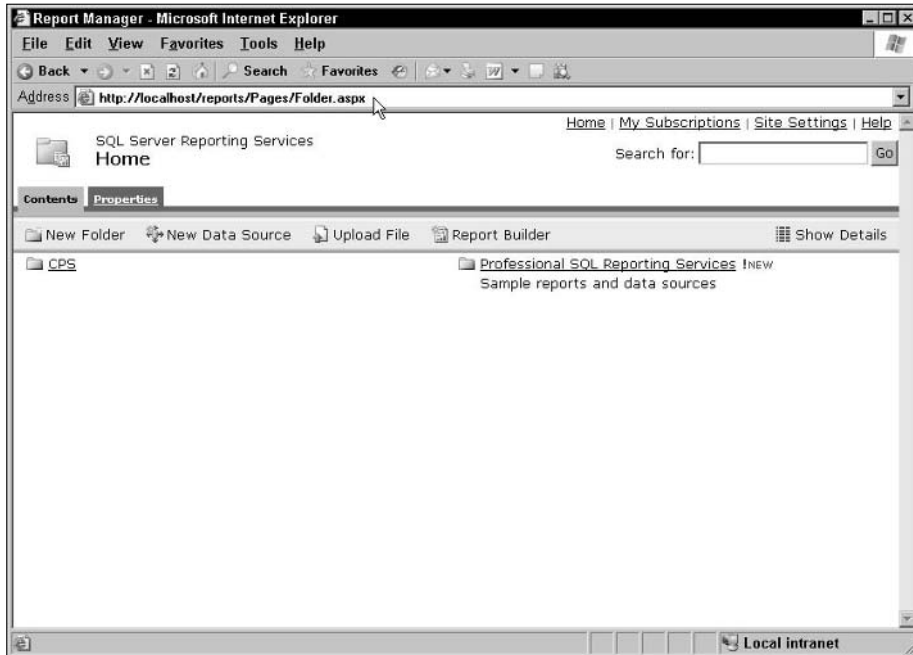 Report Manager - Microsoft Internet Explorer
File Edit View Favorites Tools Help
Back Search Favorites
Address http://localhost/reports/Pages/Folder.aspx
Home | My Subscriptions | Site Settings | Help
SQL Server Reporting Services
Home
Search for: Go
Contents Properties
New Folder New Data Source Upload File Report Builder Show Details
CPS Professional SQL Reporting Services !NEW
Sample reports and data sources
Local intranet